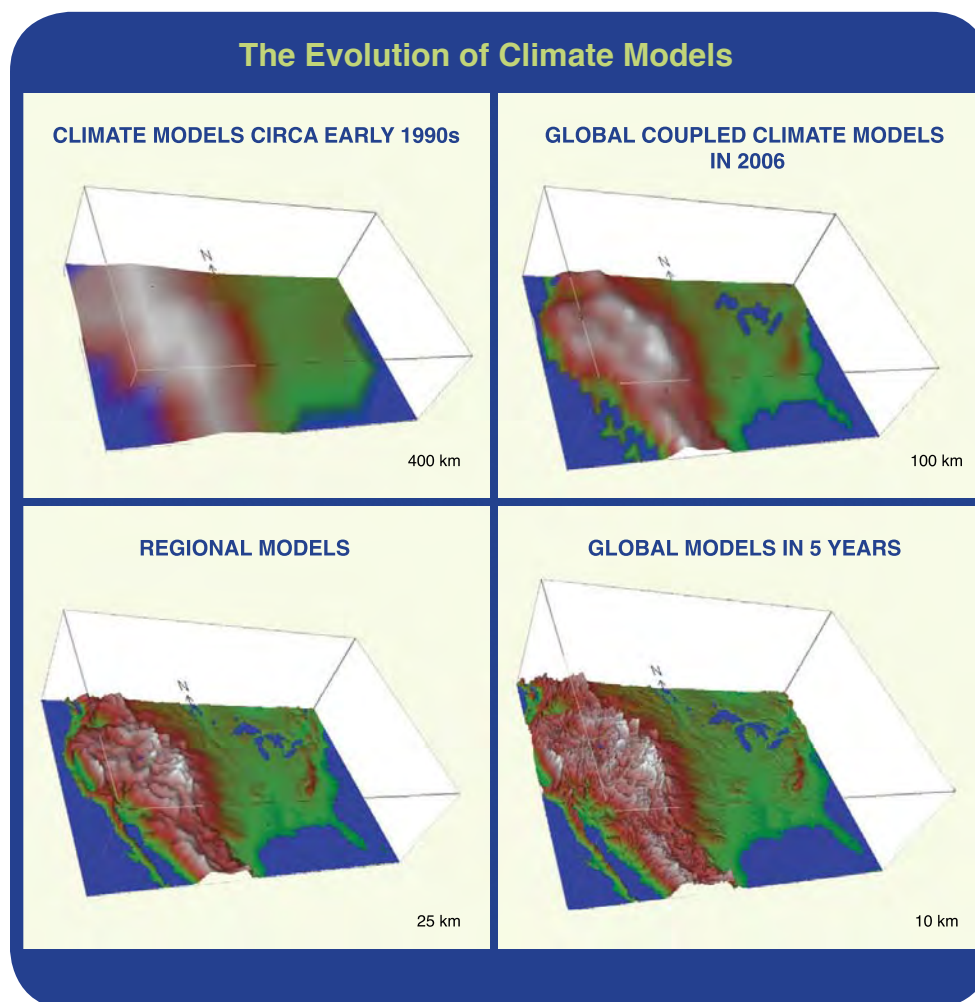 The Evolution of Climate Models
CLIMATE MODELS CIRCA EARLY 1990s
N
400 km
GLOBAL COUPLED CLIMATE MODELS
IN 2006
N
100 km
REGIONAL MODELS
N
25 km
GLOBAL MODELS IN 5 YEARS
N
10 km